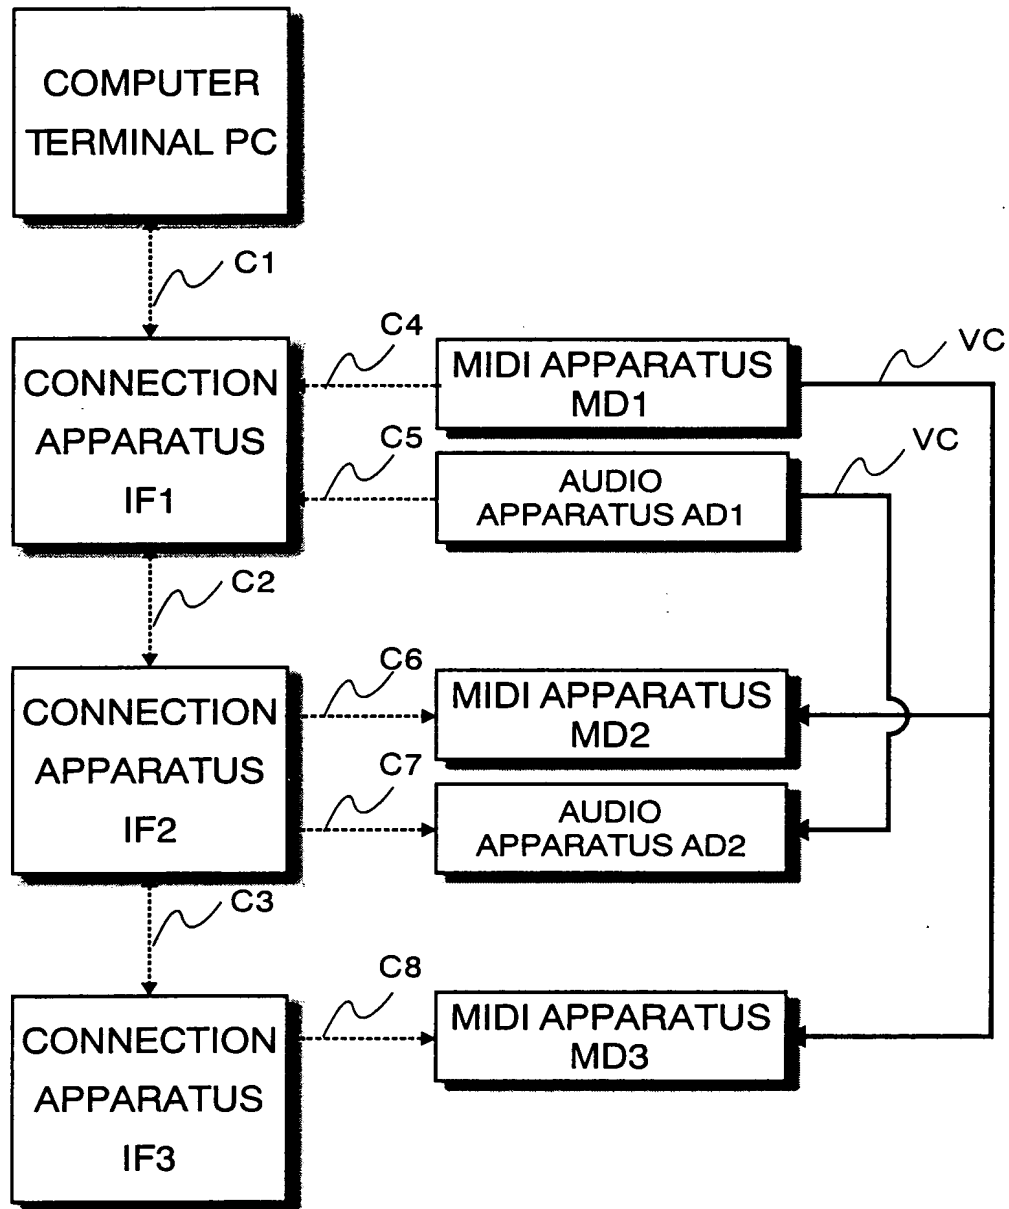 COMPUTER
TERMINAL PC
C1
CONNECTION
APPARATUS
IF1
C4
MIDI APPARATUS
MD1
VC
C5
AUDIO
APPARATUS AD1
VC
C2
CONNECTION
APPARATUS
IF2
C6
MIDI APPARATUS
MD2
C7
AUDIO
APPARATUS AD2
C3
CONNECTION
APPARATUS
IF3
C8
MIDI APPARATUS
MD3